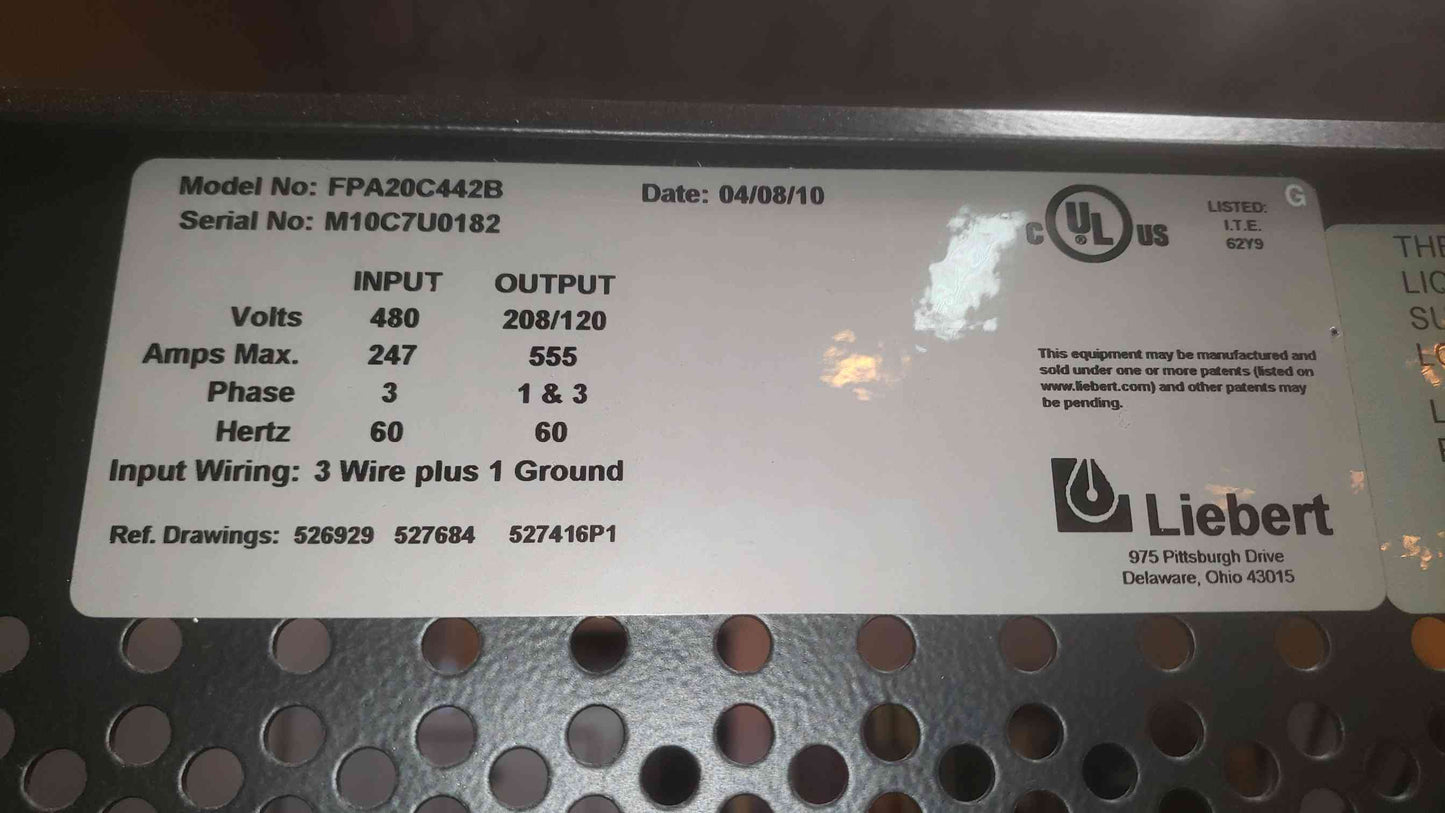 Model No: FPA20C442B
Serial No: M10C7U0182
Date: 04/08/10
C UL ® US
LISTED:
I.T.E.
62Y9
G
INPUT OUTPUT
Volts 480 208/120
Amps Max. 247 555
Phase 3 1 & 3
Hertz 60 60
Input Wiring: 3 Wire plus 1 Ground
Ref. Drawings: 526929 527684 527416P1
This equipment may be manufactured and
sold under one or more patents (listed on
www.liebert.com) and other patents may
be pending.
Liebert
975 Pittsburgh Drive
Delaware, Ohio 43015